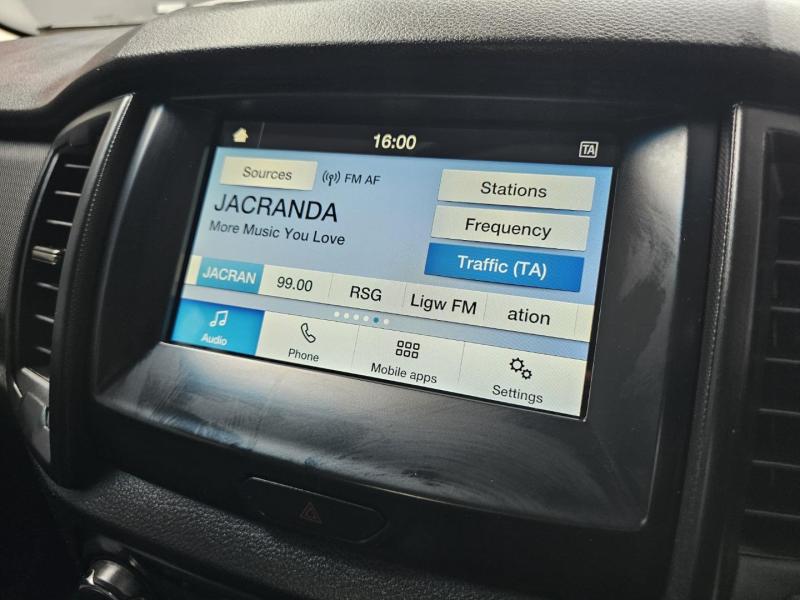 16:00
TA
Sources
FM AF
Stations
JACRANDA
Frequency
More Music You Love
Traffic (TA)
JACRAN
99.00
RSG
Ligw FM
ation
Audio
Phone
Mobile apps
Settings